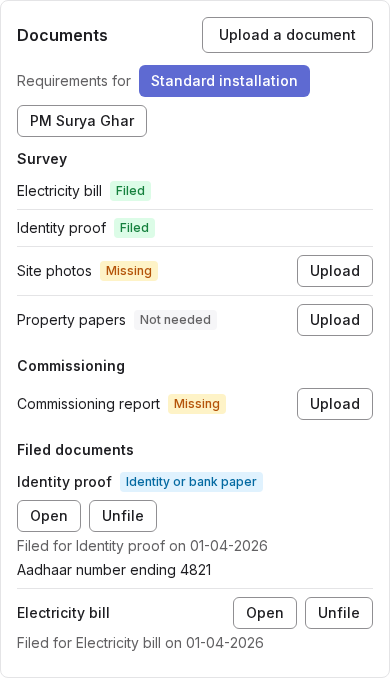 Documents Upload a document
Requirements for Standard installation
PM Surya Ghar
Survey
Electricity bill Filed
Identity proof Filed
Site photos Missing Upload
Property papers Not needed Upload
Commissioning
Commissioning report Missing Upload
Filed documents
Identity proof Identity or bank paper
Open Unfile
Filed for Identity proof on 01-04-2026
Aadhaar number ending 4821
Electricity bill Open Unfile
Filed for Electricity bill on 01-04-2026